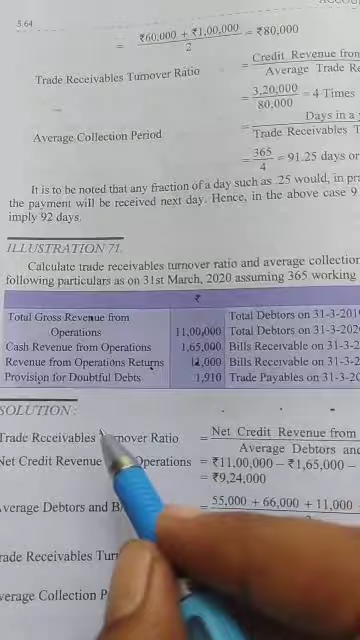 5.64
= ₹60,000 + ₹1,00,000 / 2 = ₹80,000
Trade Receivables Turnover Ratio = Credit Revenue from / Average Trade Re
= 3,20,000 / 80,000 = 4 Times
Average Collection Period = Days in a / Trade Receivables T
= 365 / 4 = 91.25 days or
It is to be noted that any fraction of a day such as .25 would, in pra
the payment will be received next day. Hence, in the above case 9
imply 92 days.
ILLUSTRATION 71.
Calculate trade receivables turnover ratio and average collection
following particulars as on 31st March, 2020 assuming 365 working
₹
Total Gross Revenue from Total Debtors on 31-3-2019
Operations 11,00,000 Total Debtors on 31-3-202
Cash Revenue from Operations 1,65,000 Bills Receivable on 31-3-2
Revenue from Operations Returns 11,000 Bills Receivable on 31-3-2
Provision for Doubtful Debts 1,910 Trade Payables on 31-3-20
SOLUTION :
Trade Receivables Turnover Ratio = Net Credit Revenue from / Average Debtors and
Net Credit Revenue Operations = ₹11,00,000 – ₹1,65,000 –
= ₹9,24,000
verage Debtors and B = 55,000 + 66,000 + 11,000
rade Receivables Tur
verage Collection P